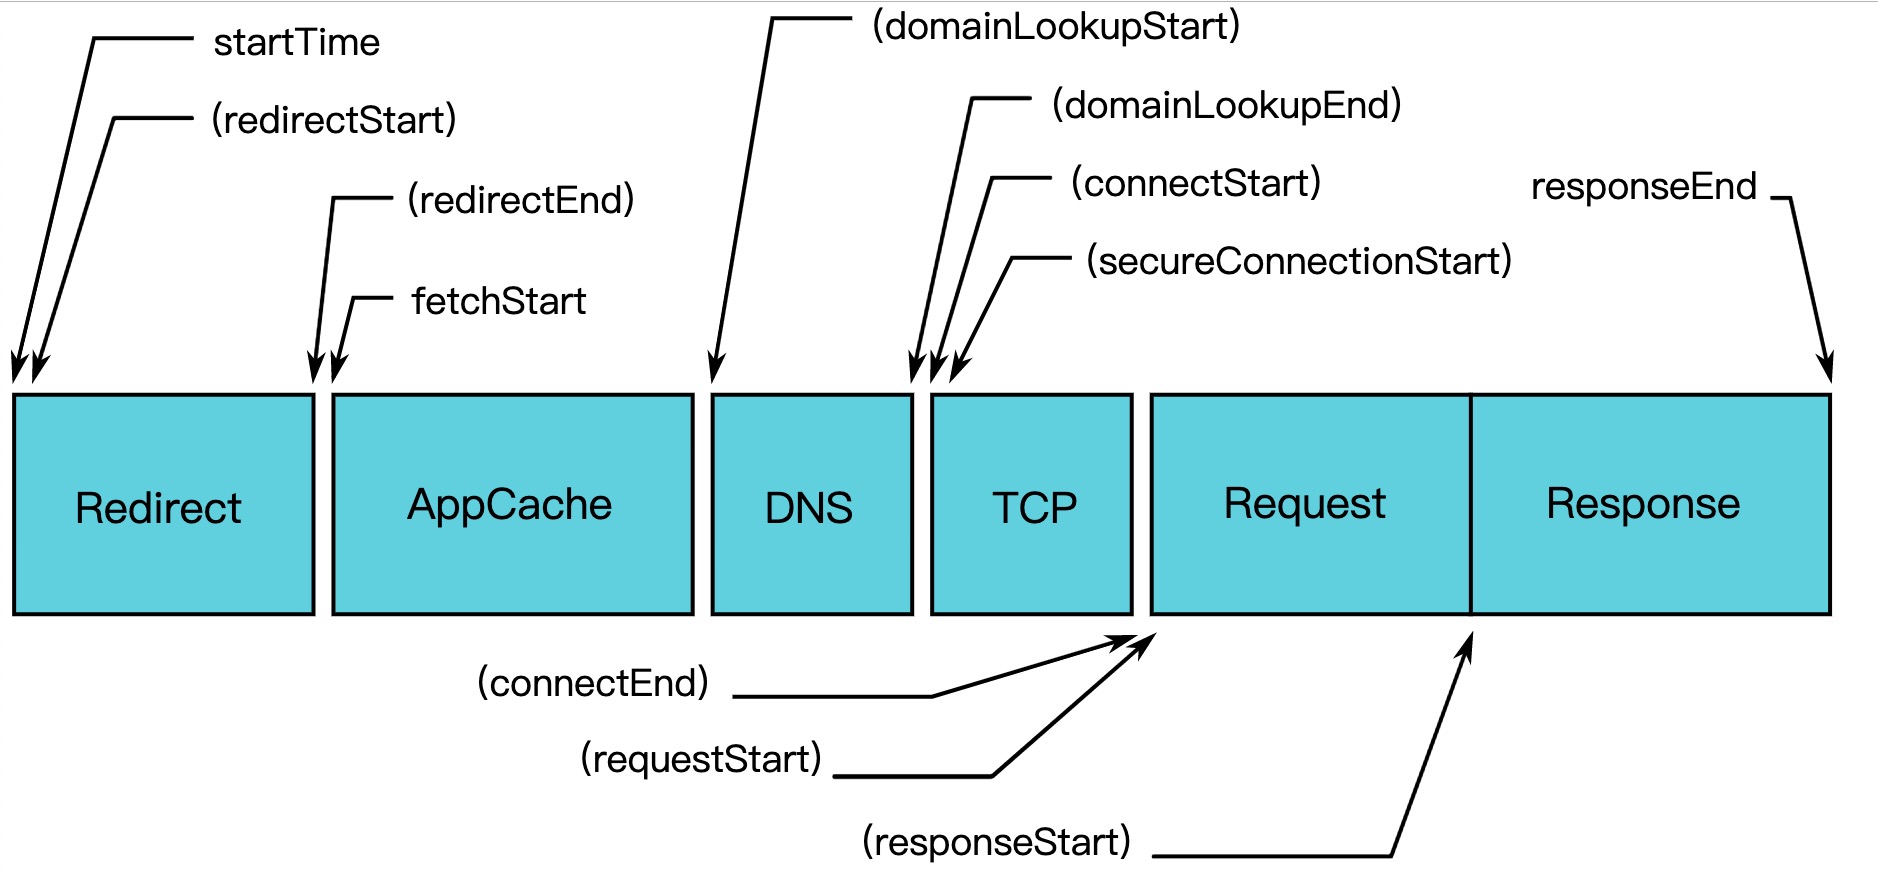 startTime
(redirectStart)
(redirectEnd)
fetchStart
(domainLookupStart)
(domainLookupEnd)
(connectStart)
(secureConnectionStart)
responseEnd
Redirect
AppCache
DNS
TCP
Request
Response
(connectEnd)
(requestStart)
(responseStart)